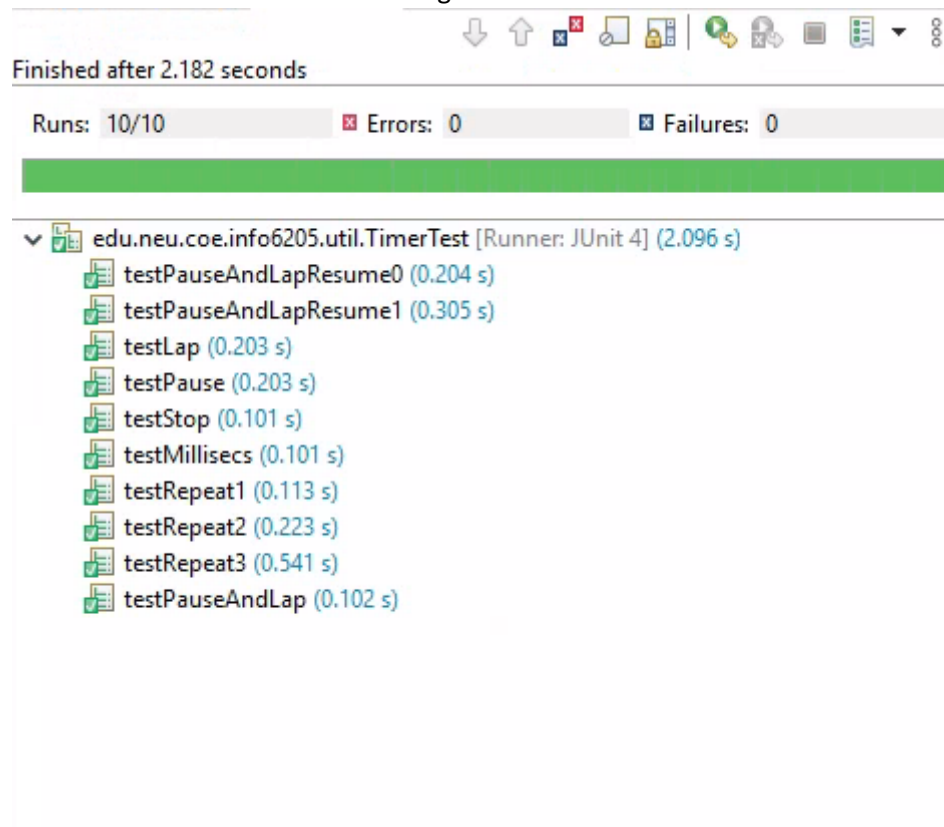 Finished after 2.182 seconds
Runs: 10/10 Errors: 0 Failures: 0
edu.neu.coe.info6205.util.TimerTest [Runner: JUnit 4] (2.096 s)
testPauseAndLapResume0 (0.204 s)
testPauseAndLapResume1 (0.305 s)
testLap (0.203 s)
testPause (0.203 s)
testStop (0.101 s)
testMillisecs (0.101 s)
testRepeat1 (0.113 s)
testRepeat2 (0.223 s)
testRepeat3 (0.541 s)
testPauseAndLap (0.102 s)